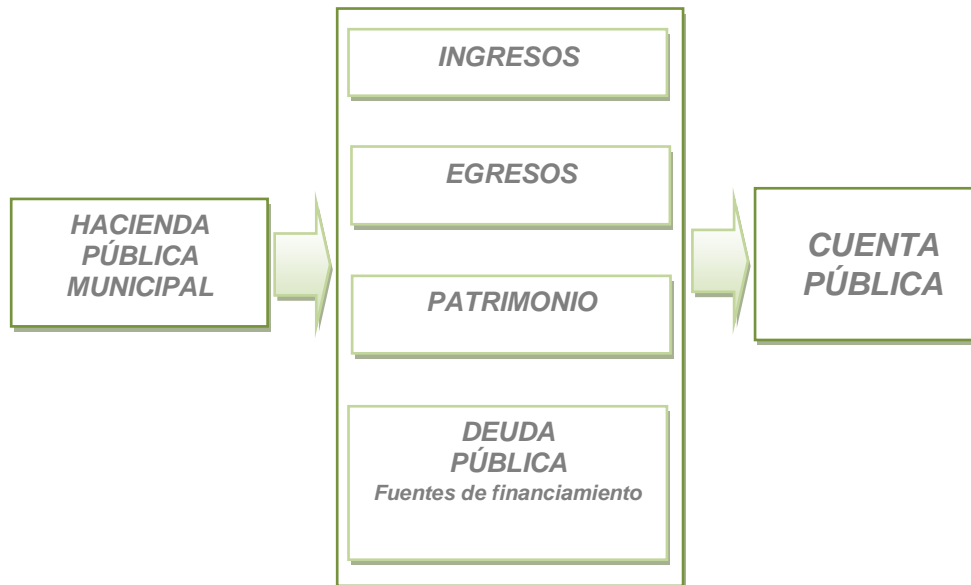 HACIENDA
PÚBLICA
MUNICIPAL
INGRESOS
EGRESOS
PATRIMONIO
DEUDA
PÚBLICA
Fuentes de financiamiento
CUENTA
PÚBLICA